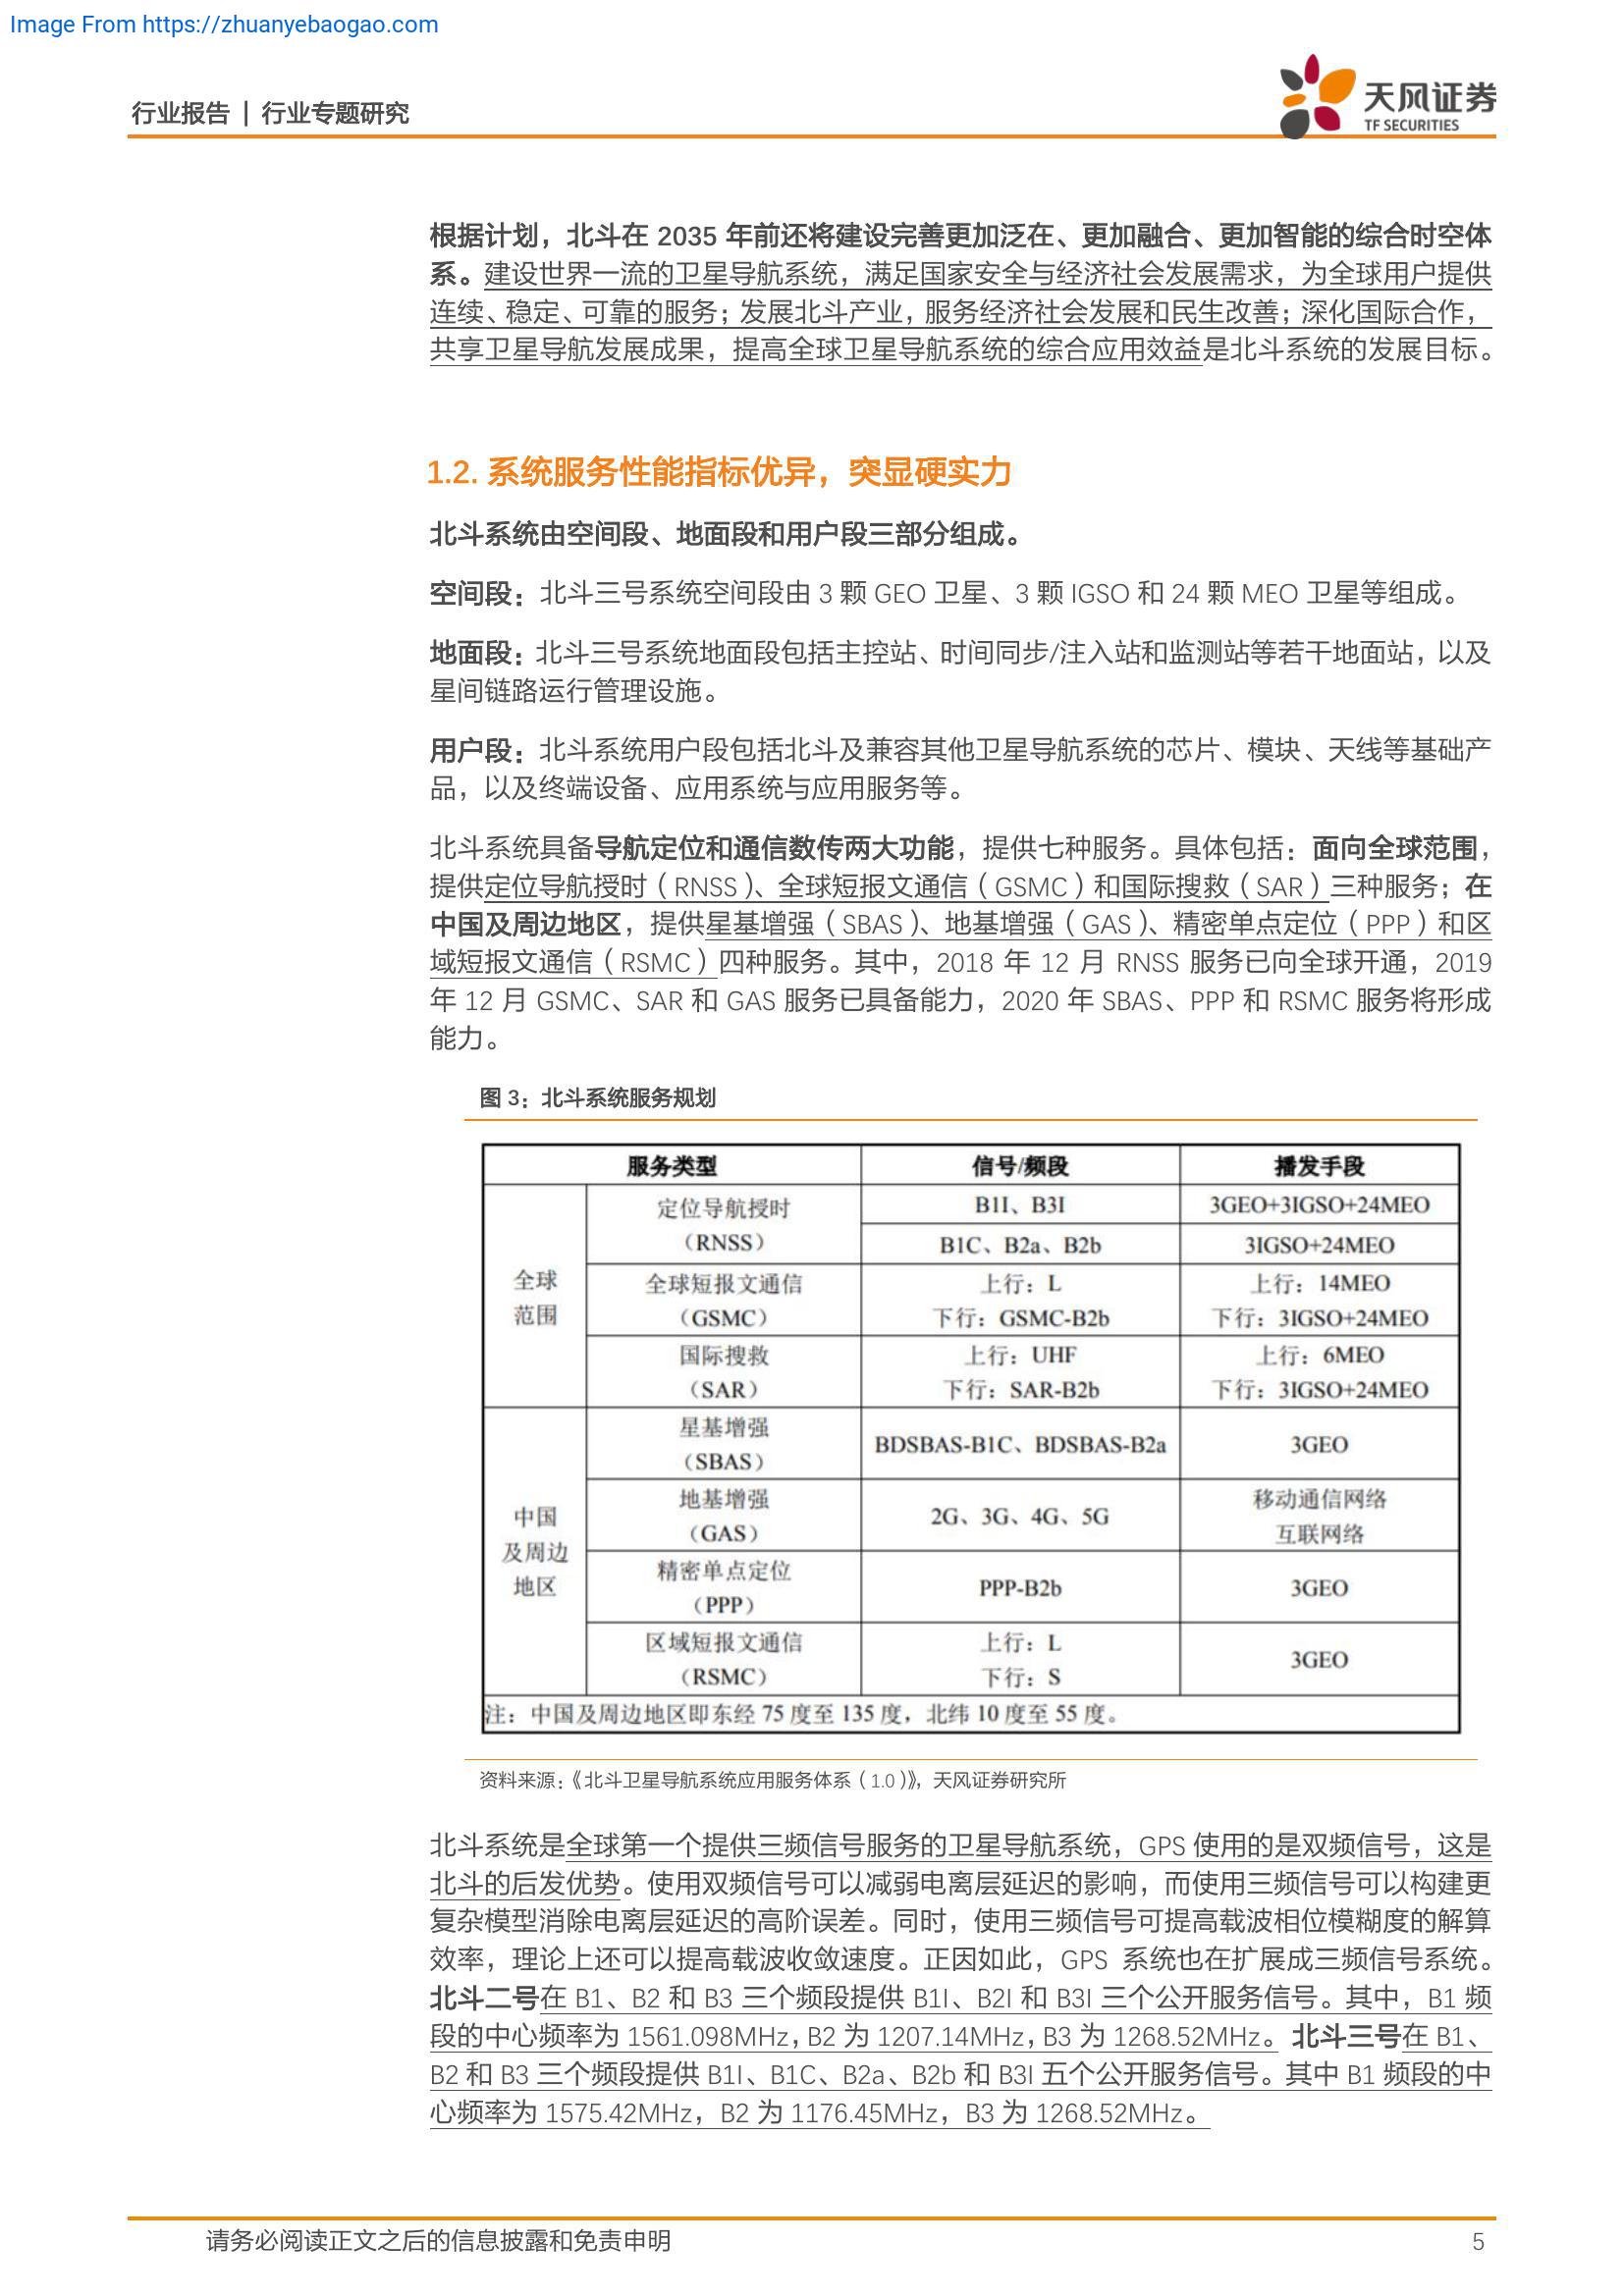 Image From https://zhuanyebaogao.com
行业报告 | 行业专题研究
天风证券
TF SECURITIES
根据计划，北斗在 2035 年前还将建设完善更加泛在、更加融合、更加智能的综合时空体
系。建设世界一流的卫星导航系统，满足国家安全与经济社会发展需求，为全球用户提供
连续、稳定、可靠的服务；发展北斗产业，服务经济社会发展和民生改善；深化国际合作，
共享卫星导航发展成果，提高全球卫星导航系统的综合应用效益是北斗系统的发展目标。
1.2. 系统服务性能指标优异，突显硬实力
北斗系统由空间段、地面段和用户段三部分组成。
空间段：北斗三号系统空间段由 3 颗 GEO 卫星、3 颗 IGSO 和 24 颗 MEO 卫星等组成。
地面段：北斗三号系统地面段包括主控站、时间同步/注入站和监测站等若干地面站，以及
星间链路运行管理设施。
用户段：北斗系统用户段包括北斗及兼容其他卫星导航系统的芯片、模块、天线等基础产
品，以及终端设备、应用系统与应用服务等。
北斗系统具备导航定位和通信数传两大功能，提供七种服务。具体包括：面向全球范围，
提供定位导航授时（RNSS）、全球短报文通信（GSMC）和国际搜救（SAR）三种服务；在
中国及周边地区，提供星基增强（SBAS）、地基增强（GAS）、精密单点定位（PPP）和区
域短报文通信（RSMC）四种服务。其中，2018 年 12 月 RNSS 服务已向全球开通，2019
年 12 月 GSMC、SAR 和 GAS 服务已具备能力，2020 年 SBAS、PPP 和 RSMC 服务将形成
能力。
图 3：北斗系统服务规划
服务类型 信号/频段 播发手段
全球
范围
定位导航授时
（RNSS）
B1I、B3I 3GEO+3IGSO+24MEO
B1C、B2a、B2b 3IGSO+24MEO
全球短报文通信
（GSMC）
上行：L 上行：14MEO
下行：GSMC-B2b 下行：3IGSO+24MEO
国际搜救
（SAR）
上行：UHF 上行：6MEO
下行：SAR-B2b 下行：3IGSO+24MEO
中国
及周边
地区
星基增强
（SBAS）
BDSBAS-B1C、BDSBAS-B2a 3GEO
地基增强
（GAS）
2G、3G、4G、5G
移动通信网络
互联网络
精密单点定位
（PPP）
PPP-B2b 3GEO
区域短报文通信
（RSMC）
上行：L
下行：S
3GEO
注：中国及周边地区即东经 75 度至 135 度，北纬 10 度至 55 度。
资料来源：《北斗卫星导航系统应用服务体系（1.0）》，天风证券研究所
北斗系统是全球第一个提供三频信号服务的卫星导航系统，GPS 使用的是双频信号，这是
北斗的后发优势。使用双频信号可以减弱电离层延迟的影响，而使用三频信号可以构建更
复杂模型消除电离层延迟的高阶误差。同时，使用三频信号可提高载波相位模糊度的解算
效率，理论上还可以提高载波收敛速度。正因如此，GPS 系统也在扩展成三频信号系统。
北斗二号在 B1、B2 和 B3 三个频段提供 B1I、B2I 和 B3I 三个公开服务信号。其中，B1 频
段的中心频率为 1561.098MHz，B2 为 1207.14MHz，B3 为 1268.52MHz。北斗三号在 B1、
B2 和 B3 三个频段提供 B1I、B1C、B2a、B2b 和 B3I 五个公开服务信号。其中 B1 频段的中
心频率为 1575.42MHz，B2 为 1176.45MHz，B3 为 1268.52MHz。
请务必阅读正文之后的信息披露和免责申明
5